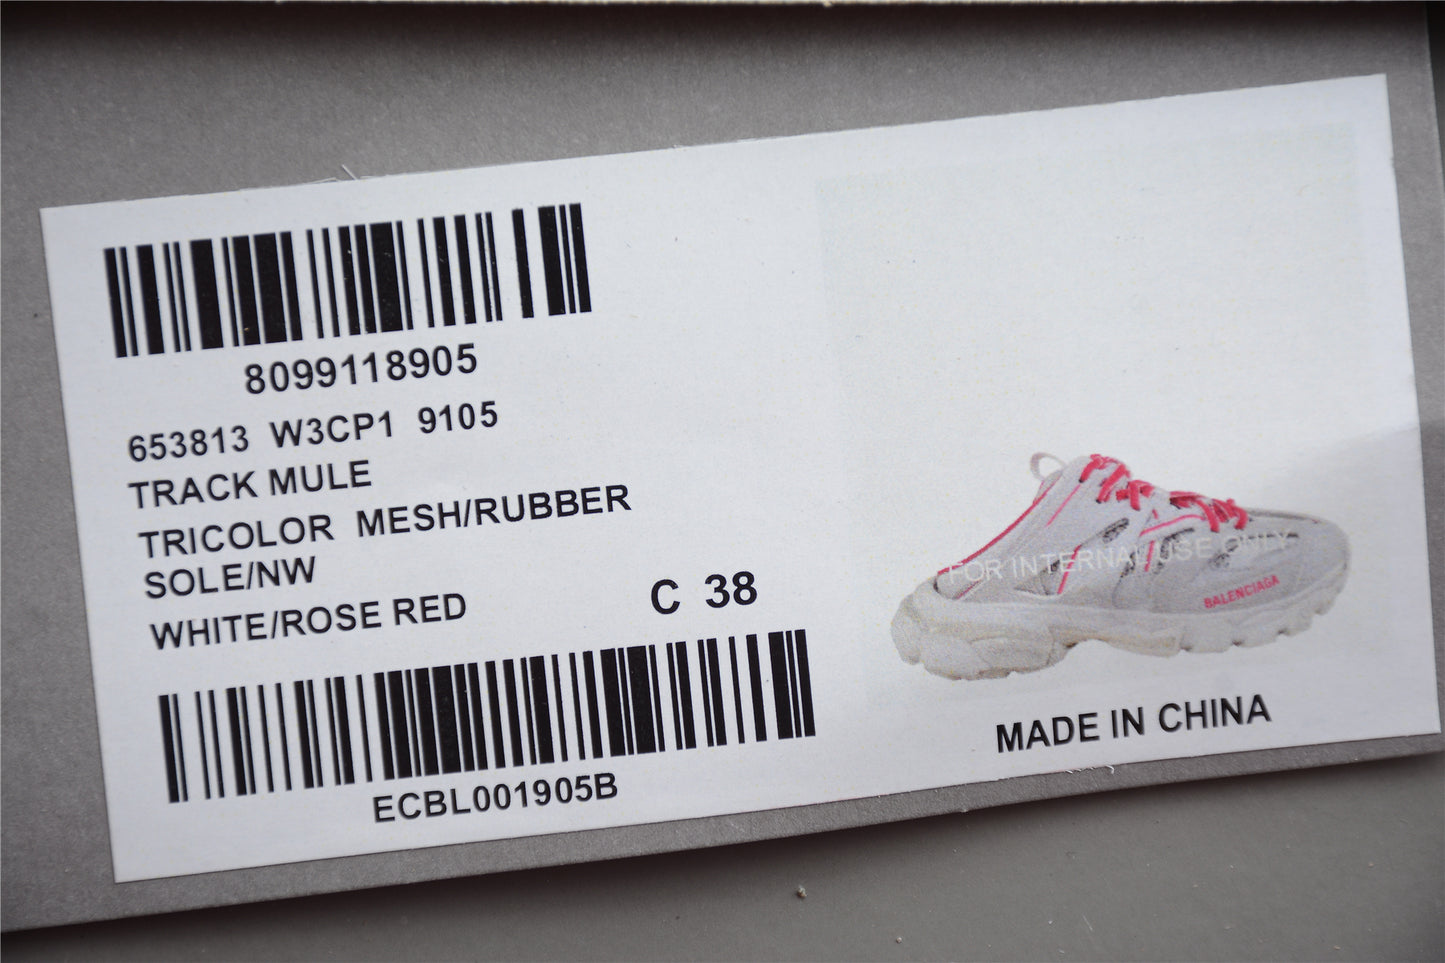 8099118905
653813 W3CP1 9105
TRACK MULE
TRICOLOR MESH/RUBBER
SOLE/NW
WHITE/ROSE RED
C 38
ECBL001905B
FOR INTERNAL USE ONLY
BALENCIAGA
MADE IN CHINA